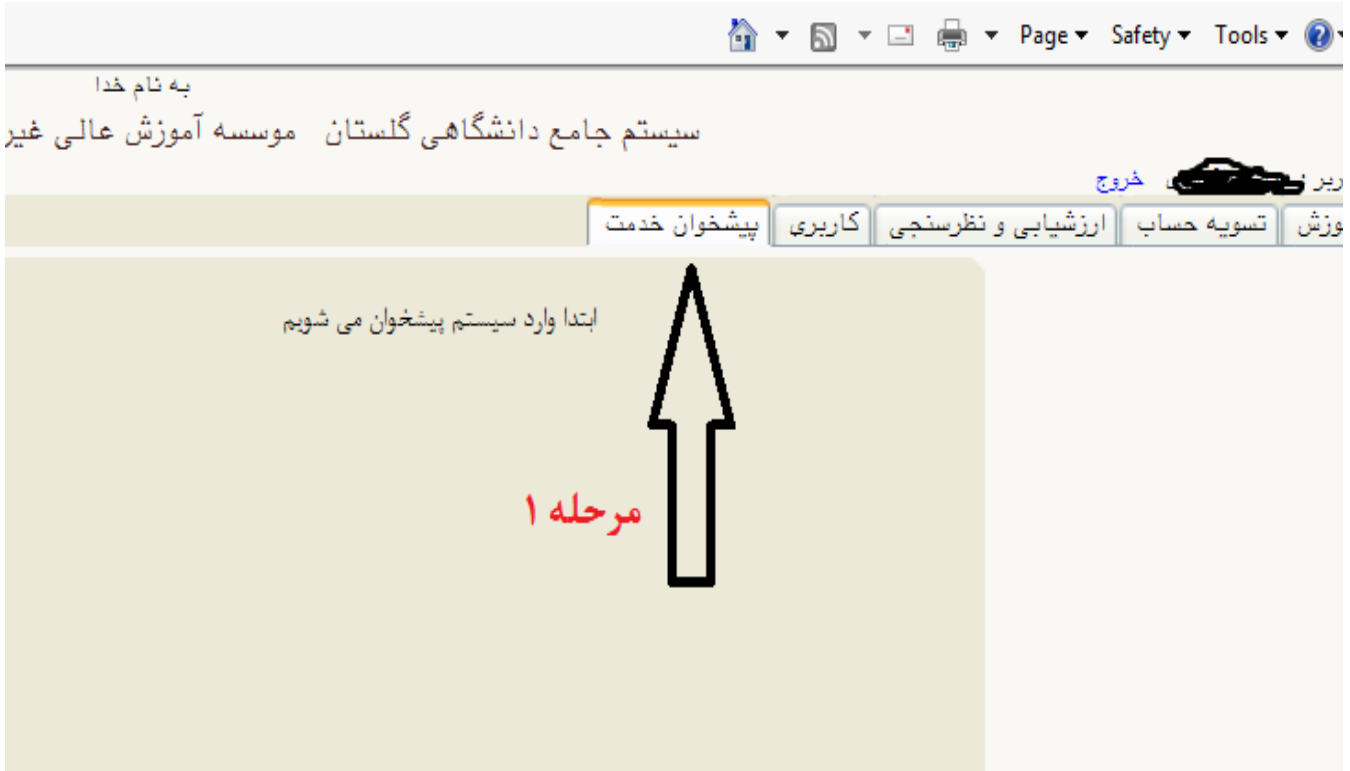 Page Safety Tools
به نام خدا
سیستم جامع دانشگاهی گلستان موسسه آموزش عالی
خروج
تسویه حساب ارزشیابی و نظرسنجی کاربری پیشخوان خدمت
ابتدا وارد سیستم پیشخوان می شویم
مرحله ۱